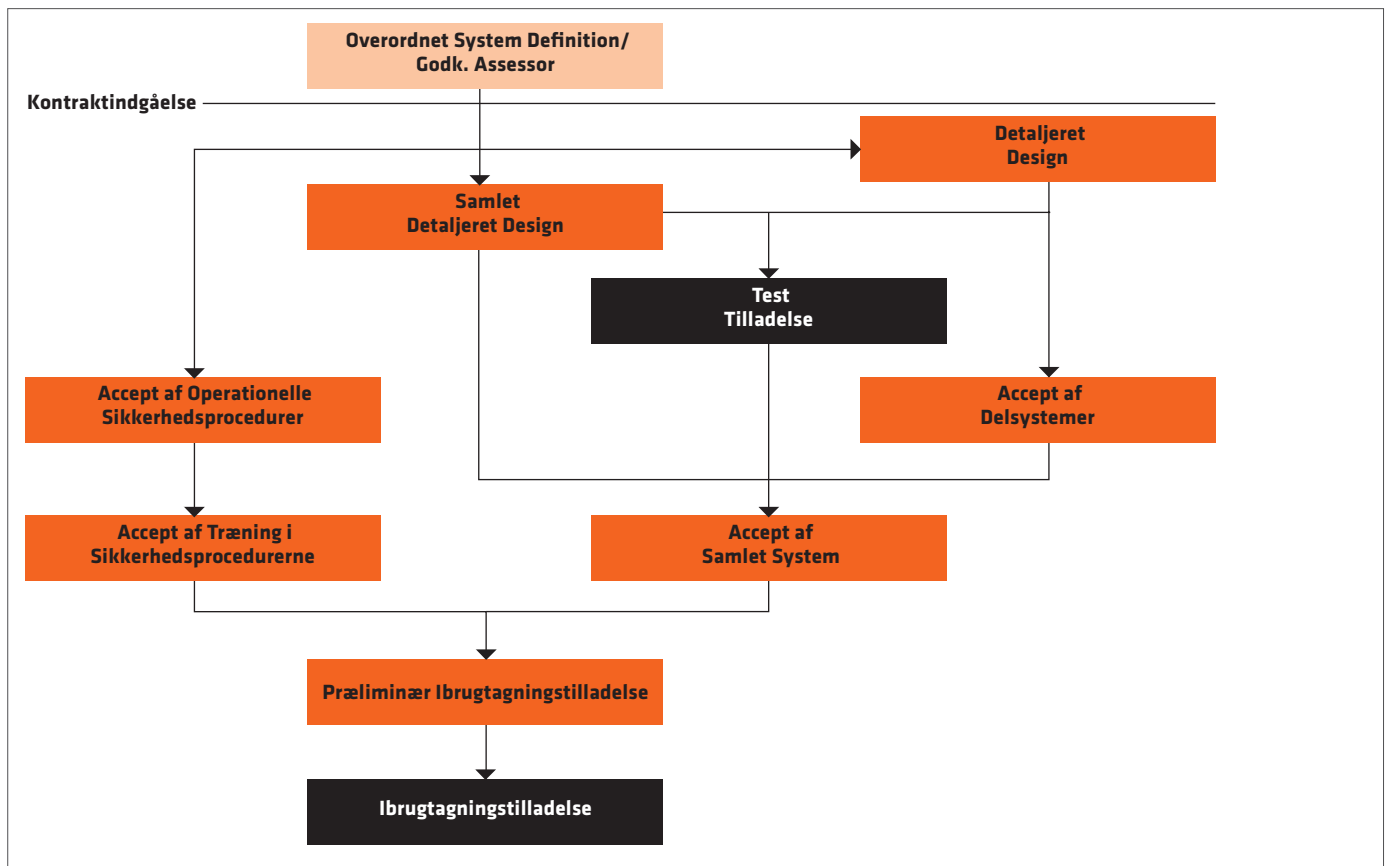 Overordnet System Definition/
Godk. Assessor
Kontraktindgåelse
Detaljeret
Design
Samlet
Detaljeret Design
Test
Tilladelse
Accept af Operationelle
Sikkerhedsprocedurer
Accept af
Delsystemer
Accept af Træning i
Sikkerhedsprocedurerne
Accept af
Samlet System
Præliminær Ibrugtagningstilladelse
Ibrugtagningstilladelse